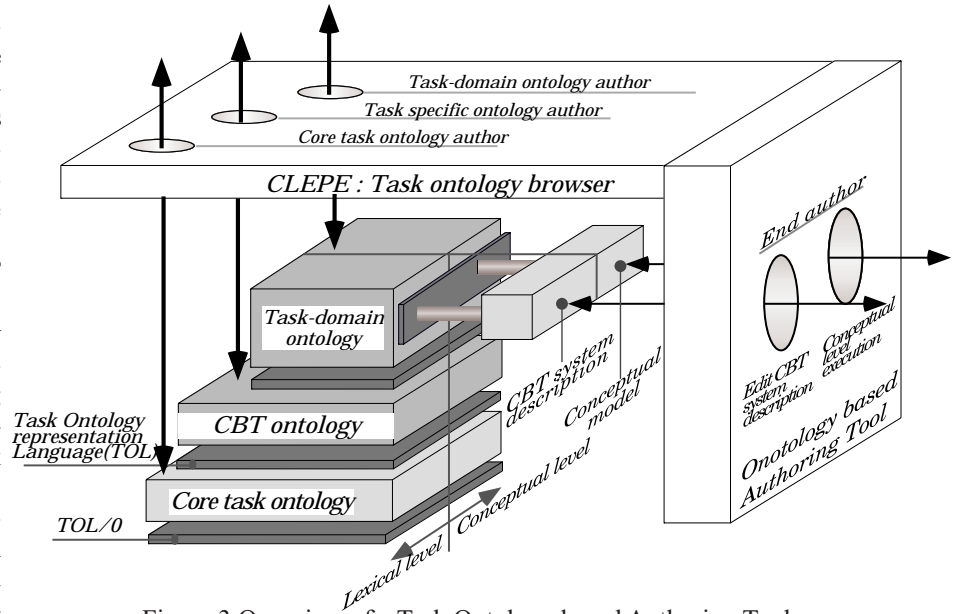 Task-domain ontology author
Task specific ontology author
Core task ontology author
CLEPE : Task ontology browser
End author
Task-domain
ontology
CBT system
description
Conceptual
model
Edit CBT
system
description
Conceptual
level
execution
Onotology based
Authoring Tool
CBT ontology
Task Ontology
representation
Language(TOL)
Core task ontology
TOL/0
Lexical level
Conceptual level